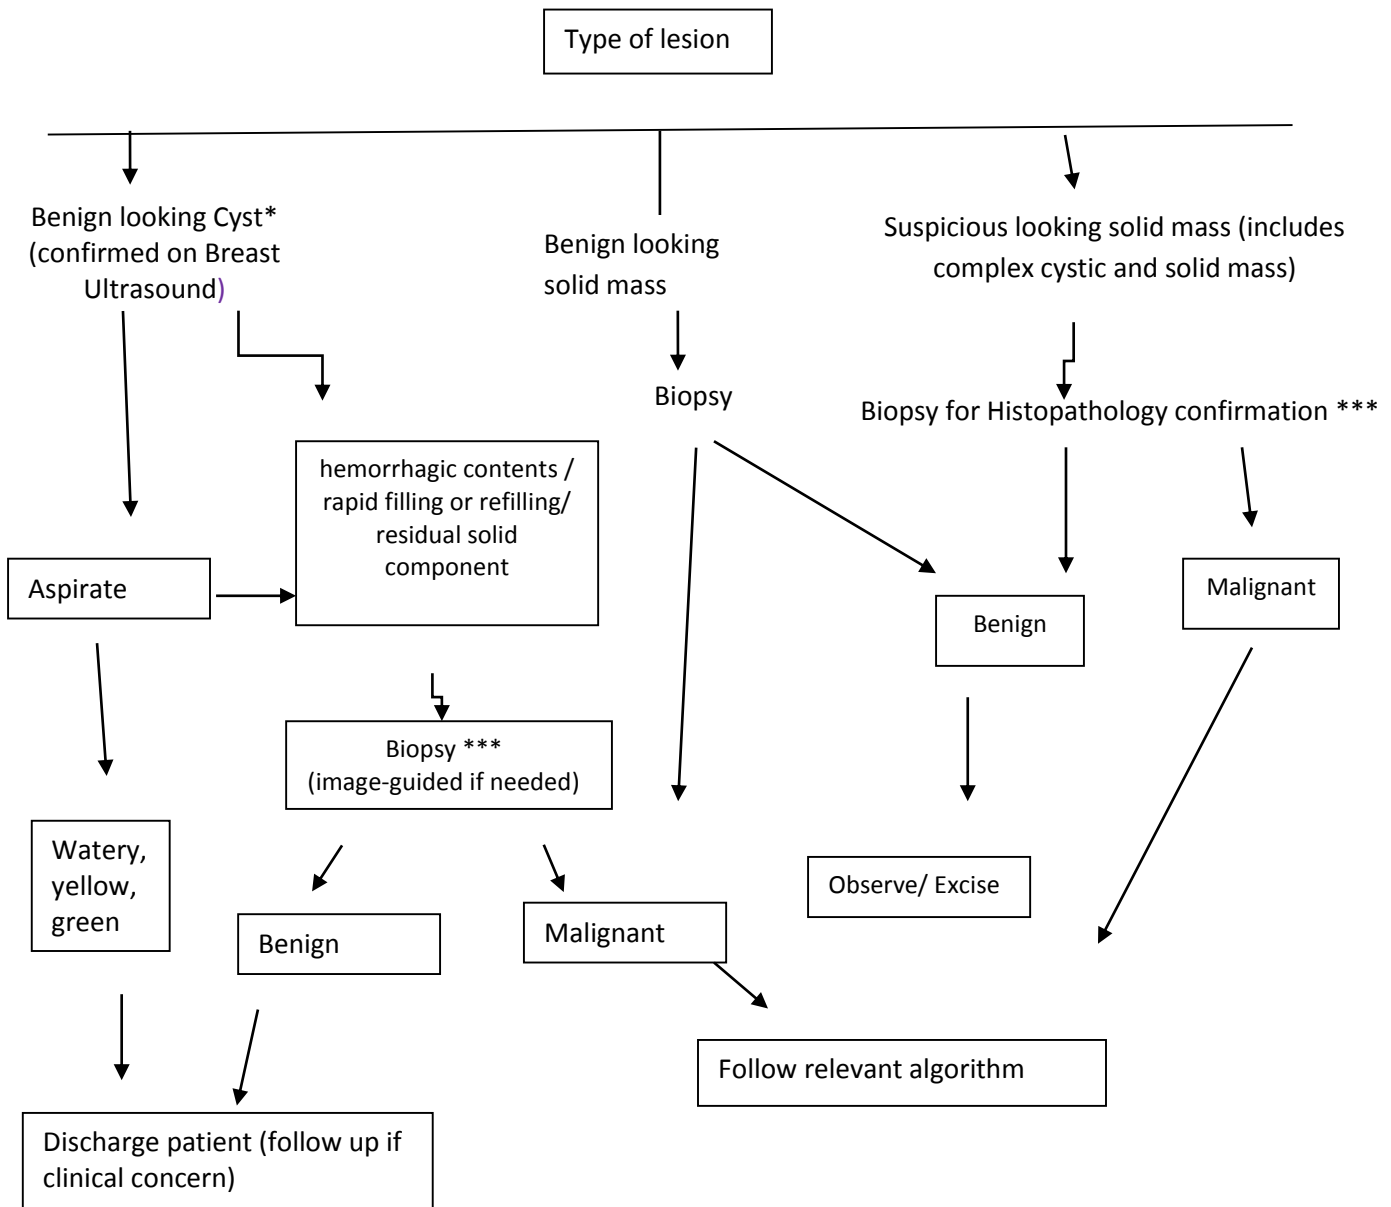 Type of lesion
Benign looking Cyst*
(confirmed on Breast
Ultrasound)
Benign looking
solid mass
Suspicious looking solid mass (includes
complex cystic and solid mass)
Biopsy
Biopsy for Histopathology confirmation ***
hemorrhagic contents /
rapid filling or refilling/
residual solid
component
Aspirate
Benign
Malignant
Biopsy ***
(image-guided if needed)
Watery,
yellow,
green
Benign
Malignant
Observe/ Excise
Follow relevant algorithm
Discharge patient (follow up if
clinical concern)